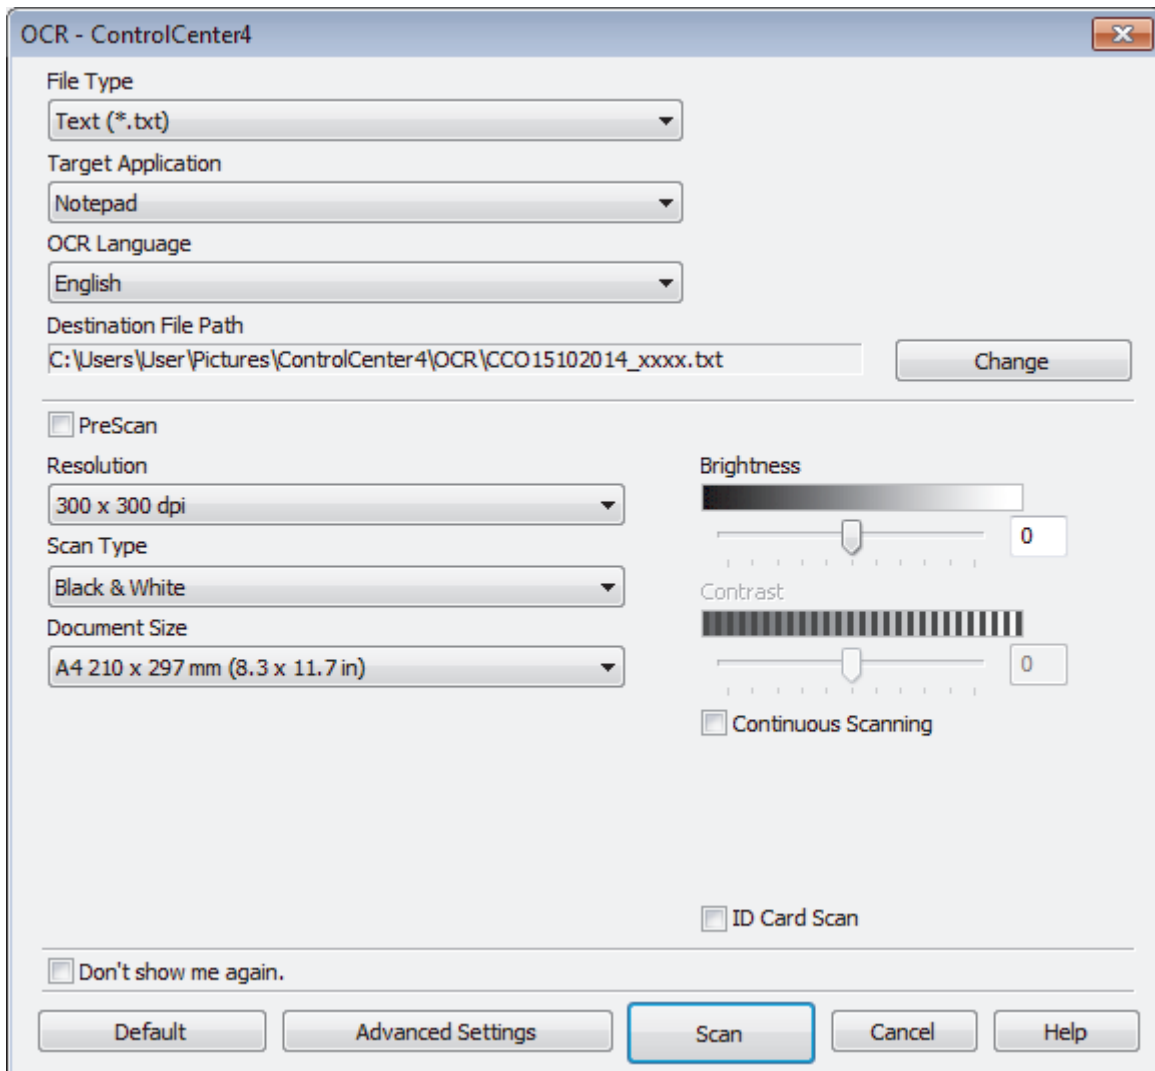 OCR - ControlCenter4
File Type
Text (*.txt)
Target Application
Notepad
OCR Language
English
Destination File Path
C:\Users\User\Pictures\ControlCenter4\OCR\CCO15102014_xxxx.txt
Change
PreScan
Resolution
300 x 300 dpi
Scan Type
Black & White
Document Size
A4 210 x 297 mm (8.3 x 11.7 in)
Brightness
0
Contrast
0
Continuous Scanning
ID Card Scan
Don't show me again.
Default
Advanced Settings
Scan
Cancel
Help